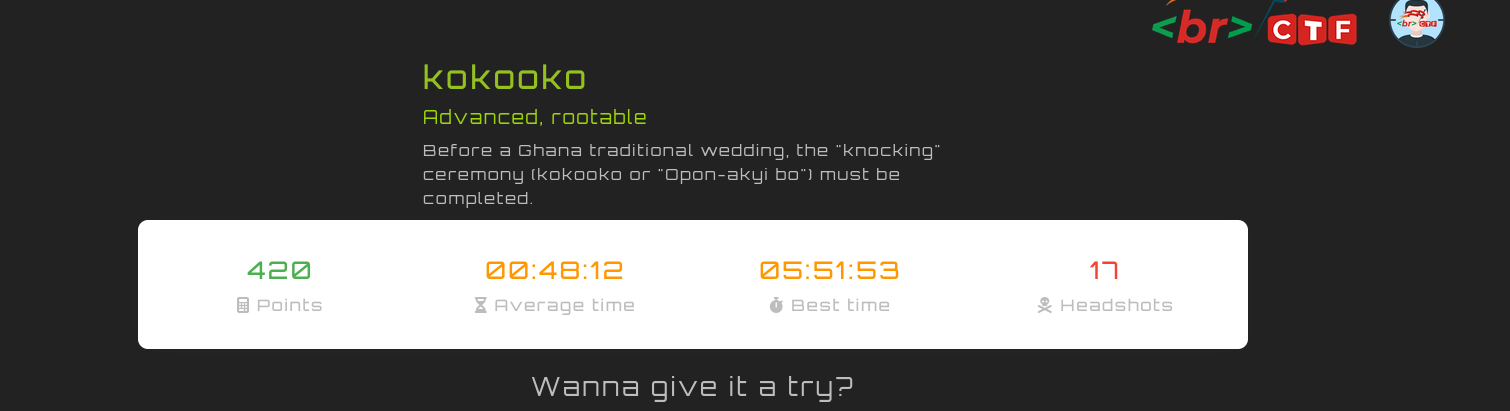 <br> CTF
<br> CTF
kokooko
Advanced, rootable
Before a Ghana traditional wedding, the "knocking"
ceremony (kokooko or "Opon-akyi bo") must be
completed.
420 00:48:12 05:51:53 17
Points Average time Best time Headshots
Wanna give it a try?